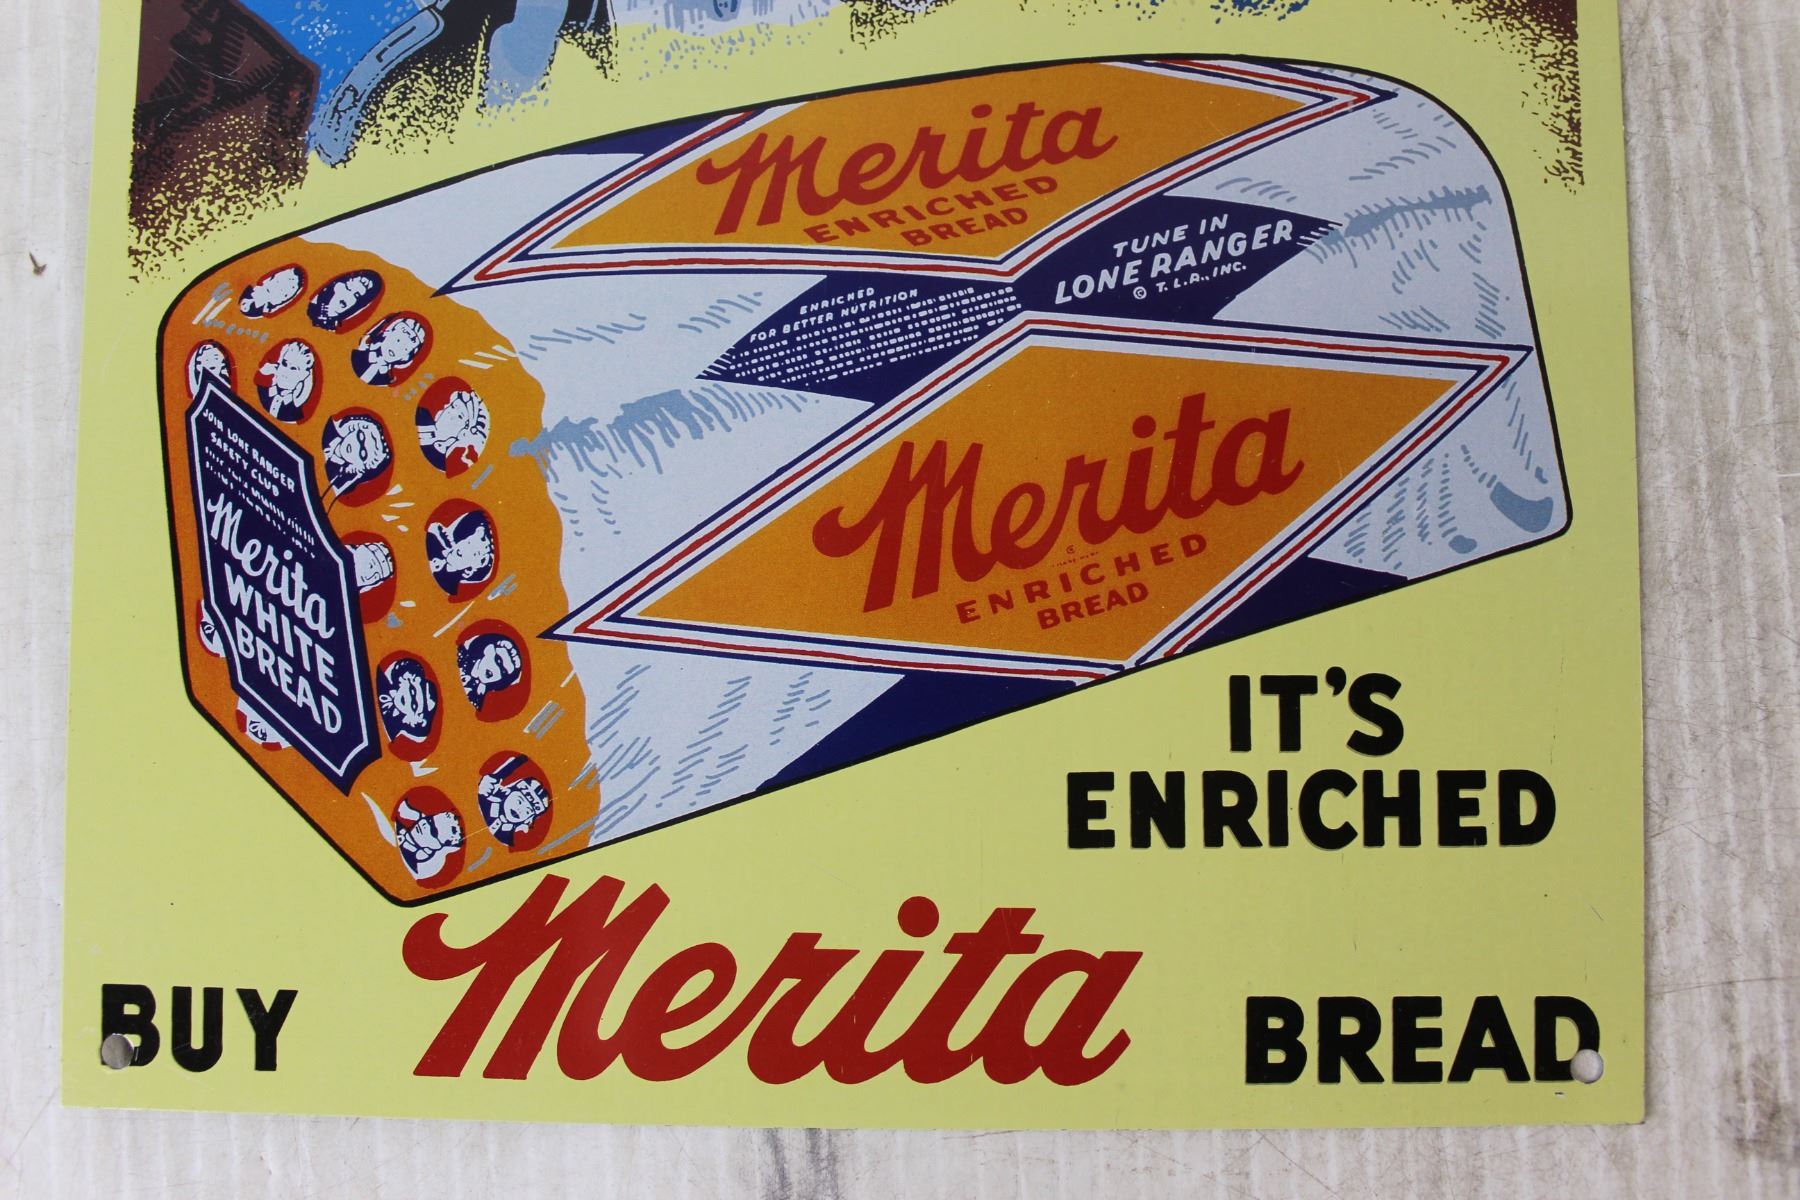 Merita
ENRICHED
BREAD
TUNE IN
LONE RANGER
© T. L. R., INC.
ENRICHED
FOR BETTER NUTRITION
Merita
ENRICHED
BREAD
JOIN LONE RANGER
SAFETY CLUB
Merita
WHITE
BREAD
IT'S
ENRICHED
BUY Merita BREAD